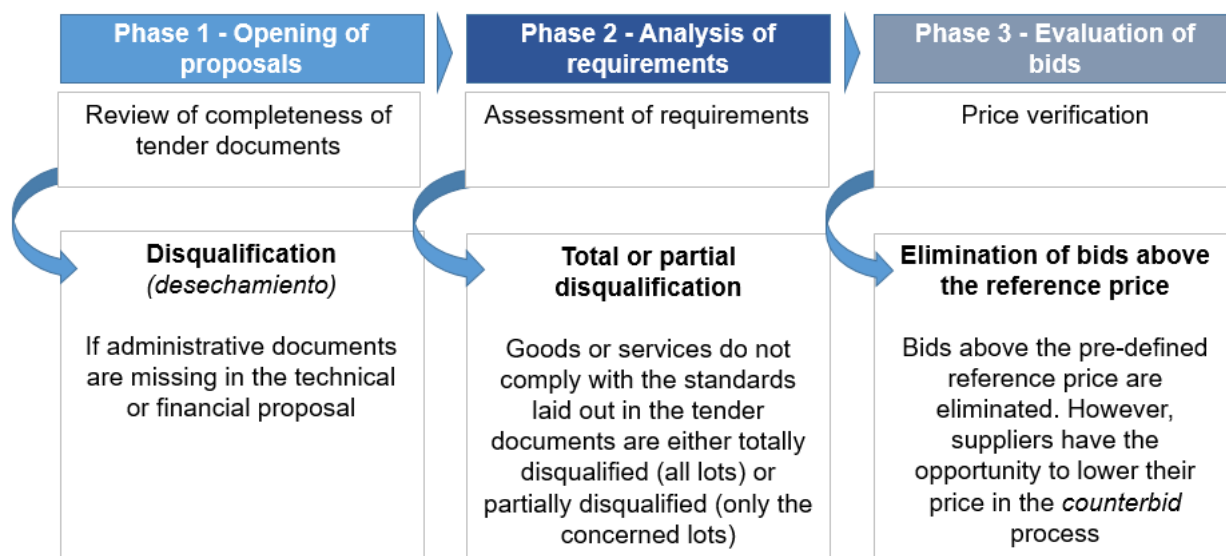 Phase 1 - Opening of
proposals
Review of completeness of
tender documents
Disqualification
(desechamiento)
If administrative documents
are missing in the technical
or financial proposal
Phase 2 - Analysis of
requirements
Assessment of requirements
Total or partial
disqualification
Goods or services do not
comply with the standards
laid out in the tender
documents are either totally
disqualified (all lots) or
partially disqualified (only the
concerned lots)
Phase 3 - Evaluation of
bids
Price verification
Elimination of bids above
the reference price
Bids above the pre-defined
reference price are
eliminated. However,
suppliers have the
opportunity to lower their
price in the counterbid
process